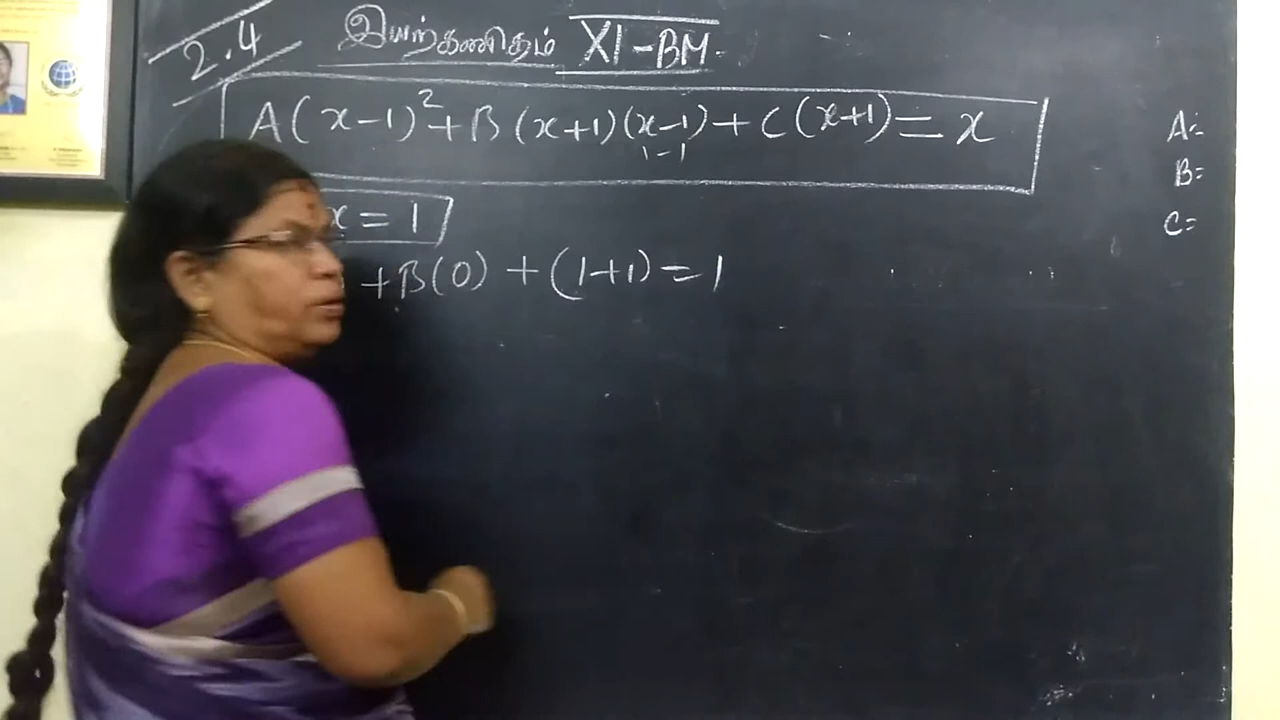 2.4 இயற்கணிதம் XI-BM.
A(x-1)²+B(x+1)(x-1)+C(x+1)=x
1-1
x=1
+B(0)+(1+1)=1
A=
B=
C=